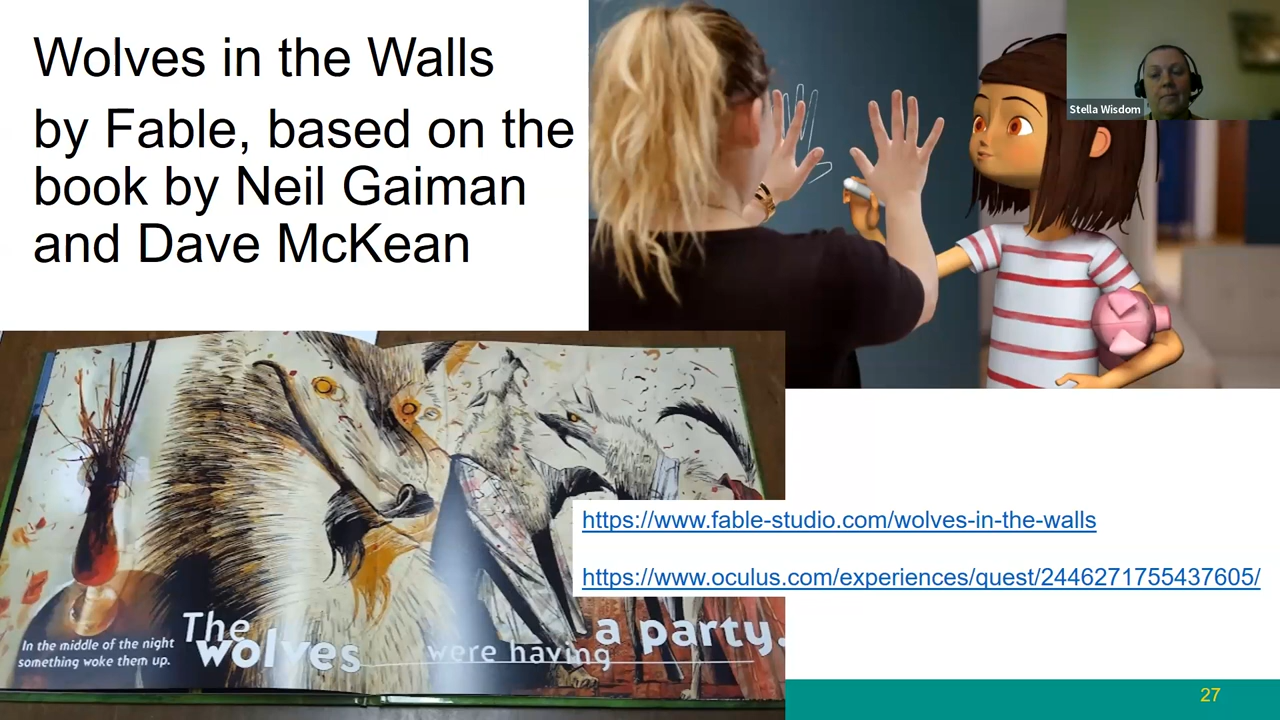 Wolves in the Walls
by Fable, based on the
book by Neil Gaiman
and Dave McKean
Stella Wisdom
https://www.fable-studio.com/wolves-in-the-walls
https://www.oculus.com/experiences/quest/2446271755437605/
In the middle of the night
something woke them up.
The
wolves
were having
a party.
27